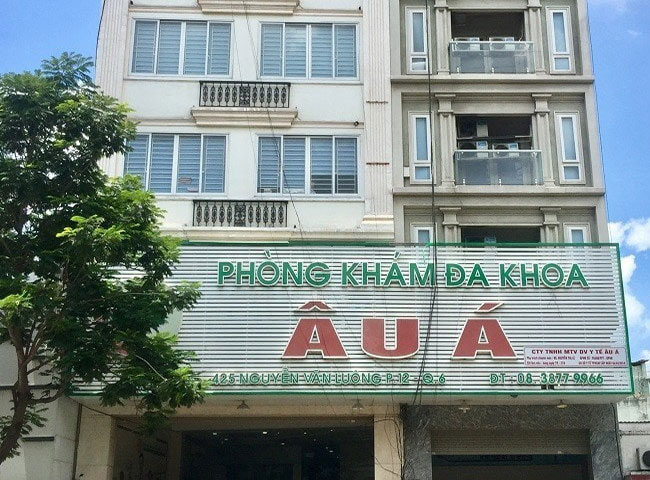 PHÒNG KHÁM ĐA KHOA
ÂU Á
CTY TNHH MTV DV Y TẾ ÂU Á
425 NGUYỄN VĂN LUÔNG P.12 - Q.6 ĐT : 08.3877 9966